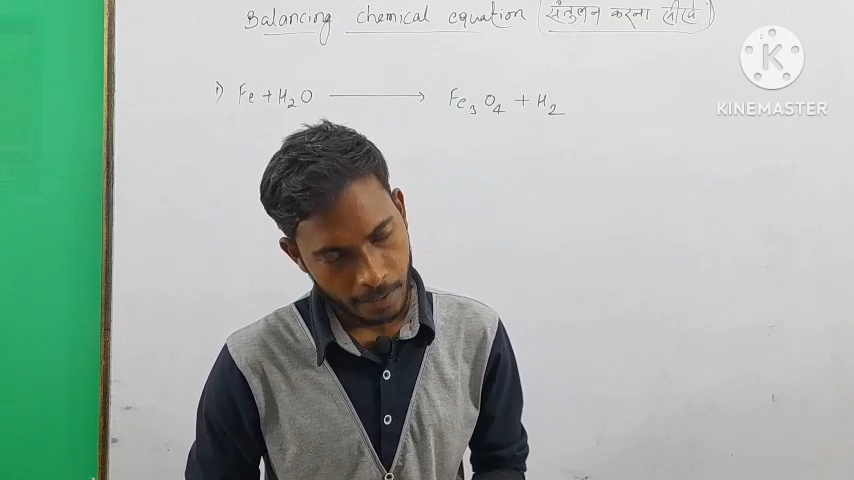 Balancing chemical equation (संतुलन करना सीखें)
1) Fe + H₂O ⟶ Fe₃O₄ + H₂
K
KINEMASTER